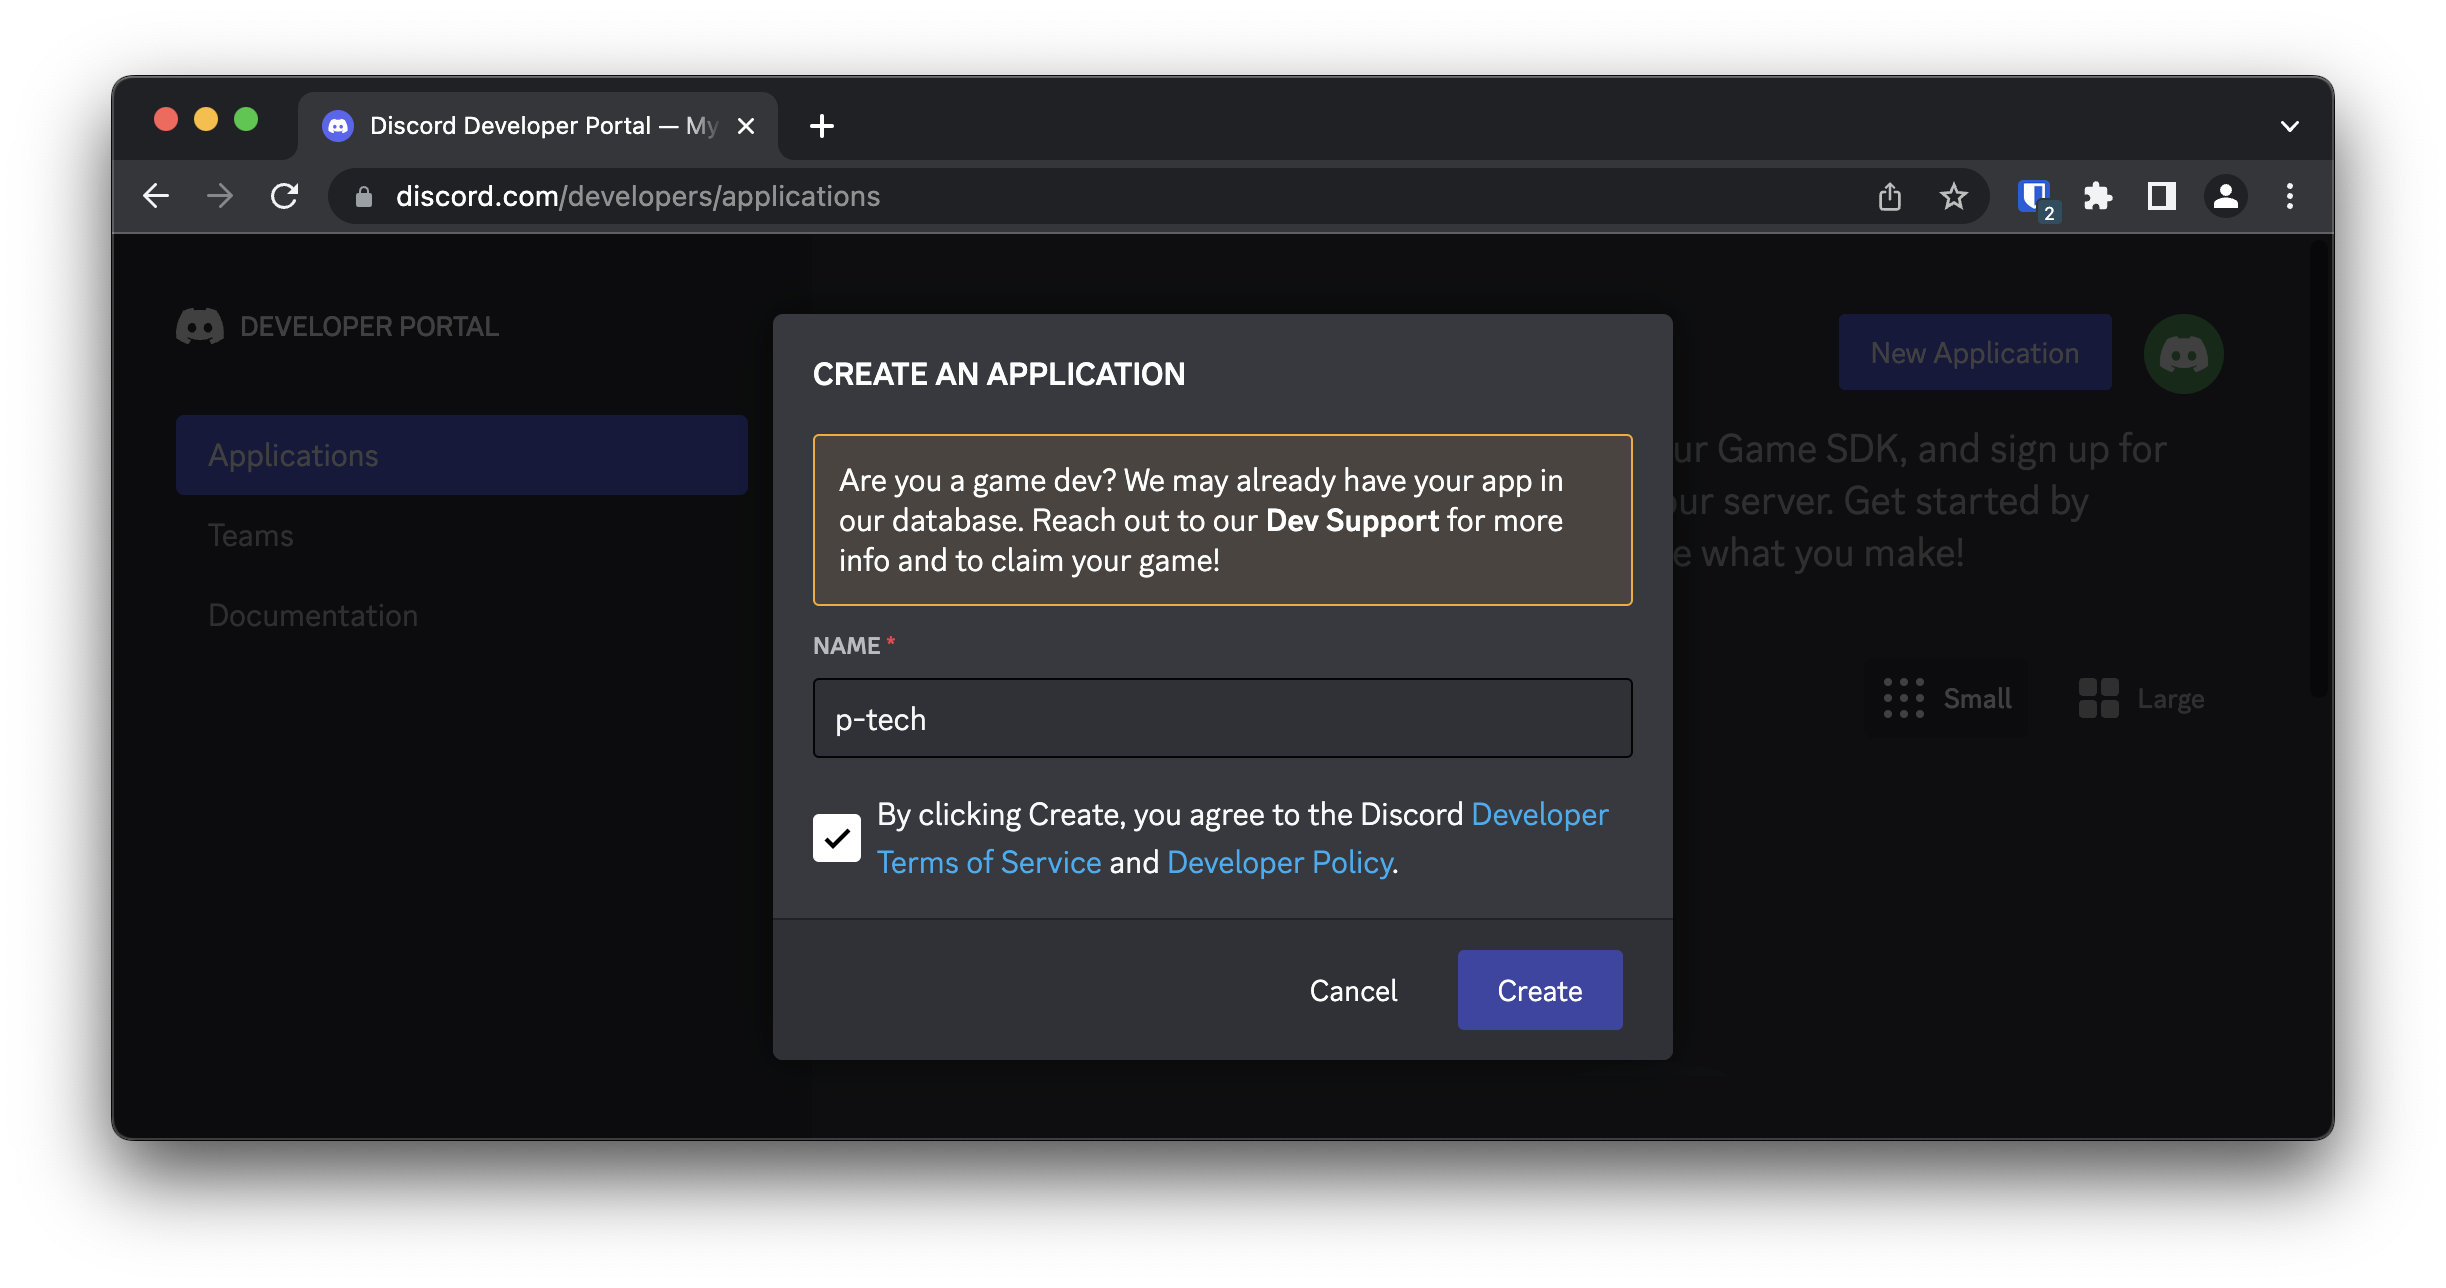 Discord Developer Portal — My
discord.com/developers/applications
2
DEVELOPER PORTAL
Applications
Teams
Documentation
New Application
ur Game SDK, and sign up for
our server. Get started by
e what you make!
Small
Large
CREATE AN APPLICATION
Are you a game dev? We may already have your app in
our database. Reach out to our Dev Support for more
info and to claim your game!
NAME *
p-tech
By clicking Create, you agree to the Discord Developer
Terms of Service and Developer Policy.
Cancel
Create